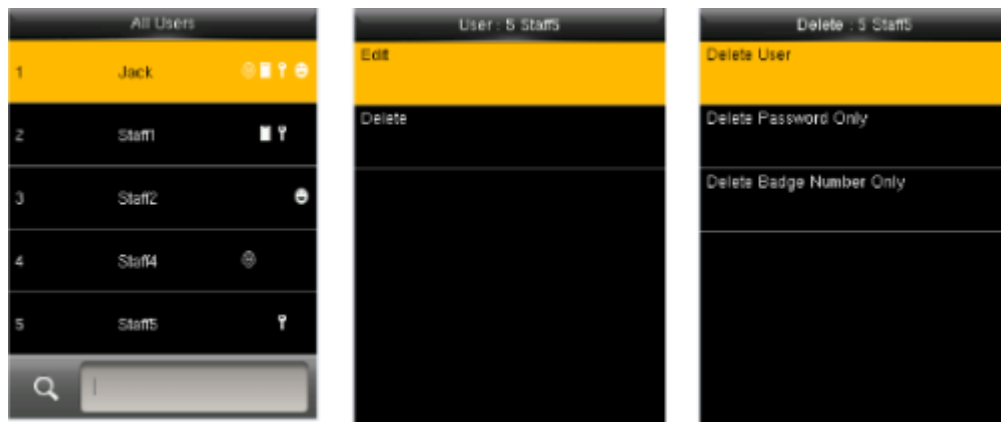 All Users
1 Jack
2 Staff1
3 Staff2
4 Staff4
5 Staff5
User : 5 Staff5
Edit
Delete
Delete : 5 Staff5
Delete User
Delete Password Only
Delete Badge Number Only